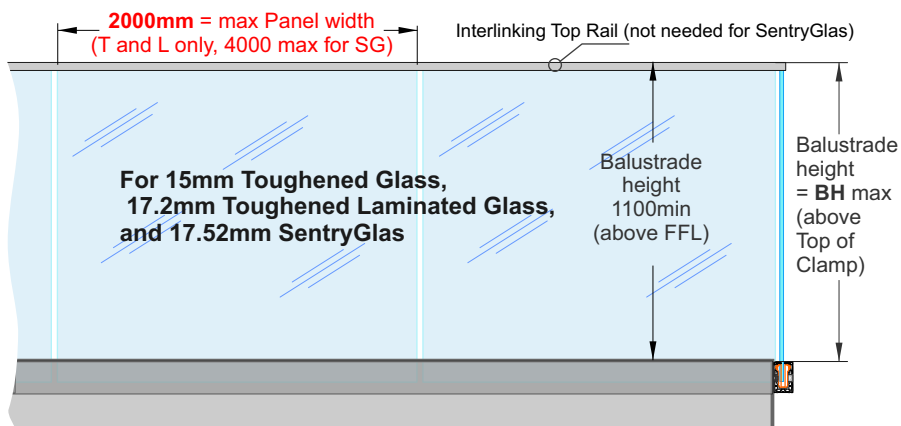 2000mm = max Panel width
(T and L only, 4000 max for SG)
Interlinking Top Rail (not needed for SentryGlas)
For 15mm Toughened Glass,
17.2mm Toughened Laminated Glass,
and 17.52mm SentryGlas
Balustrade
height
1100min
(above FFL)
Balustrade
height
= BH max
(above
Top of
Clamp)